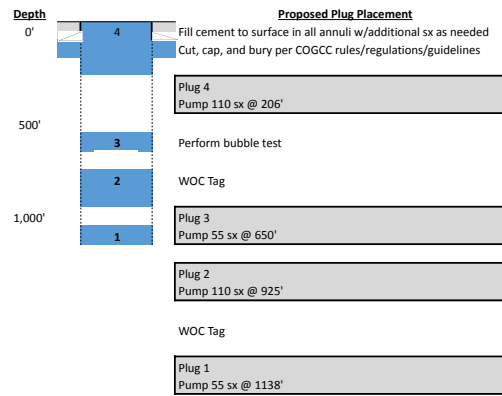 Depth
Proposed Plug Placement
0'
4
Fill cement to surface in all annuli w/additional sx as needed
Cut, cap, and bury per COGCC rules/regulations/guidelines
Plug 4
Pump 110 sx @ 206'
500'
3
Perform bubble test
2
WOC Tag
1,000'
Plug 3
Pump 55 sx @ 650'
1
Plug 2
Pump 110 sx @ 925'
WOC Tag
Plug 1
Pump 55 sx @ 1138'